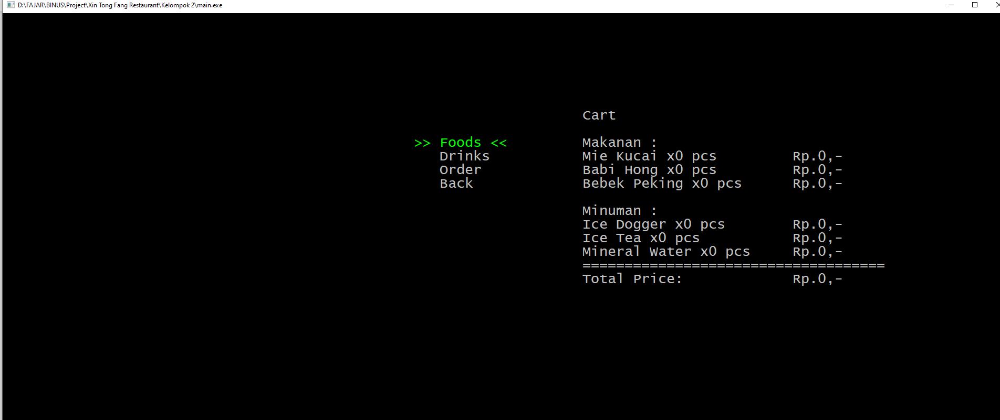 D:\FAJAR\BINUS\Project\Xin Tong Fang Restaurant\Kelompok 2\main.exe
>> Foods <<
Drinks
Order
Back
Cart
Makanan :
Mie Kucai x0 pcs Rp.0,-
Babi Hong x0 pcs Rp.0,-
Bebek Peking x0 pcs Rp.0,-
Minuman :
Ice Dogger x0 pcs Rp.0,-
Ice Tea x0 pcs Rp.0,-
Mineral Water x0 pcs Rp.0,-
====================================
Total Price: Rp.0,-